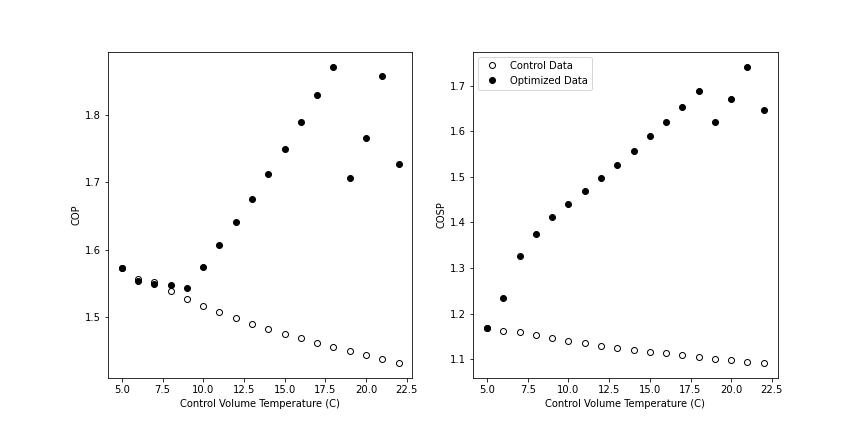 COP
1.8
1.7
1.6
1.5
5.0 7.5 10.0 12.5 15.0 17.5 20.0 22.5
Control Volume Temperature (C)
COSP
1.7
1.6
1.5
1.4
1.3
1.2
1.1
Control Data
Optimized Data
5.0 7.5 10.0 12.5 15.0 17.5 20.0 22.5
Control Volume Temperature (C)